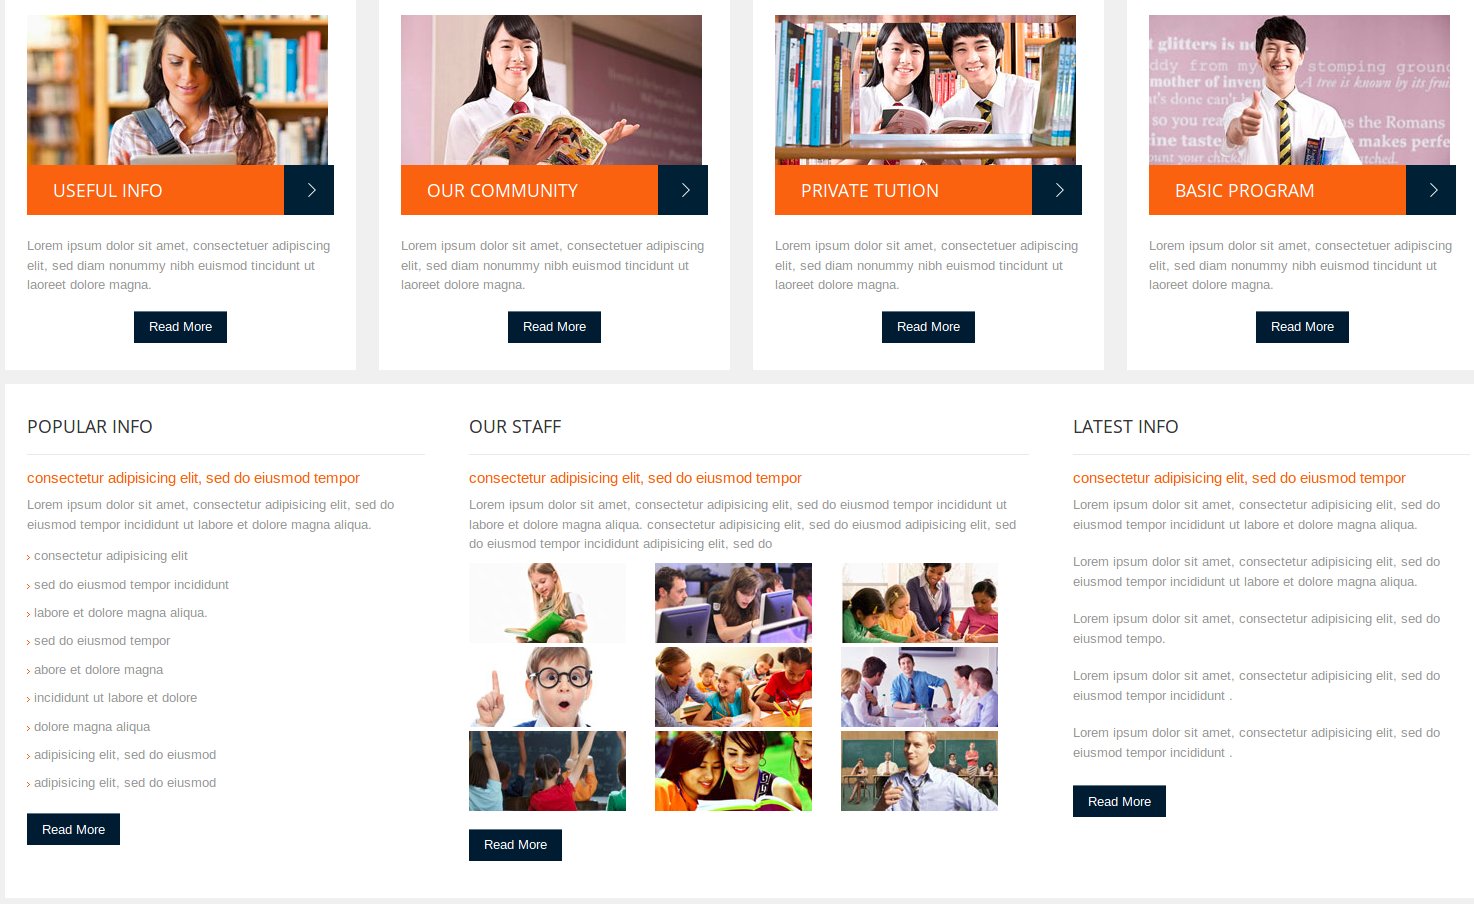 t glitters is no
ddy from my stomping groun
mother of inven A tree is known by its frui
t's done can't
so you rea ps the Romans
ine taste makes perfe
ount your chick tched.
USEFUL INFO
OUR COMMUNITY
PRIVATE TUTION
BASIC PROGRAM
Lorem ipsum dolor sit amet, consectetuer adipiscing
elit, sed diam nonummy nibh euismod tincidunt ut
laoreet dolore magna.
Read More
Lorem ipsum dolor sit amet, consectetuer adipiscing
elit, sed diam nonummy nibh euismod tincidunt ut
laoreet dolore magna.
Read More
Lorem ipsum dolor sit amet, consectetuer adipiscing
elit, sed diam nonummy nibh euismod tincidunt ut
laoreet dolore magna.
Read More
Lorem ipsum dolor sit amet, consectetuer adipiscing
elit, sed diam nonummy nibh euismod tincidunt ut
laoreet dolore magna.
Read More
POPULAR INFO
consectetur adipisicing elit, sed do eiusmod tempor
Lorem ipsum dolor sit amet, consectetur adipisicing elit, sed do
eiusmod tempor incididunt ut labore et dolore magna aliqua.
consectetur adipisicing elit
sed do eiusmod tempor incididunt
labore et dolore magna aliqua.
sed do eiusmod tempor
abore et dolore magna
incididunt ut labore et dolore
dolore magna aliqua
adipisicing elit, sed do eiusmod
adipisicing elit, sed do eiusmod
Read More
OUR STAFF
consectetur adipisicing elit, sed do eiusmod tempor
Lorem ipsum dolor sit amet, consectetur adipisicing elit, sed do eiusmod tempor incididunt ut
labore et dolore magna aliqua. consectetur adipisicing elit, sed do eiusmod adipisicing elit, sed
do eiusmod tempor incididunt adipisicing elit, sed do
Read More
LATEST INFO
consectetur adipisicing elit, sed do eiusmod tempor
Lorem ipsum dolor sit amet, consectetur adipisicing elit, sed do
eiusmod tempor incididunt ut labore et dolore magna aliqua.
Lorem ipsum dolor sit amet, consectetur adipisicing elit, sed do
eiusmod tempor incididunt ut labore et dolore magna aliqua.
Lorem ipsum dolor sit amet, consectetur adipisicing elit, sed do
eiusmod tempo.
Lorem ipsum dolor sit amet, consectetur adipisicing elit, sed do
eiusmod tempor incididunt .
Lorem ipsum dolor sit amet, consectetur adipisicing elit, sed do
eiusmod tempor incididunt .
Read More